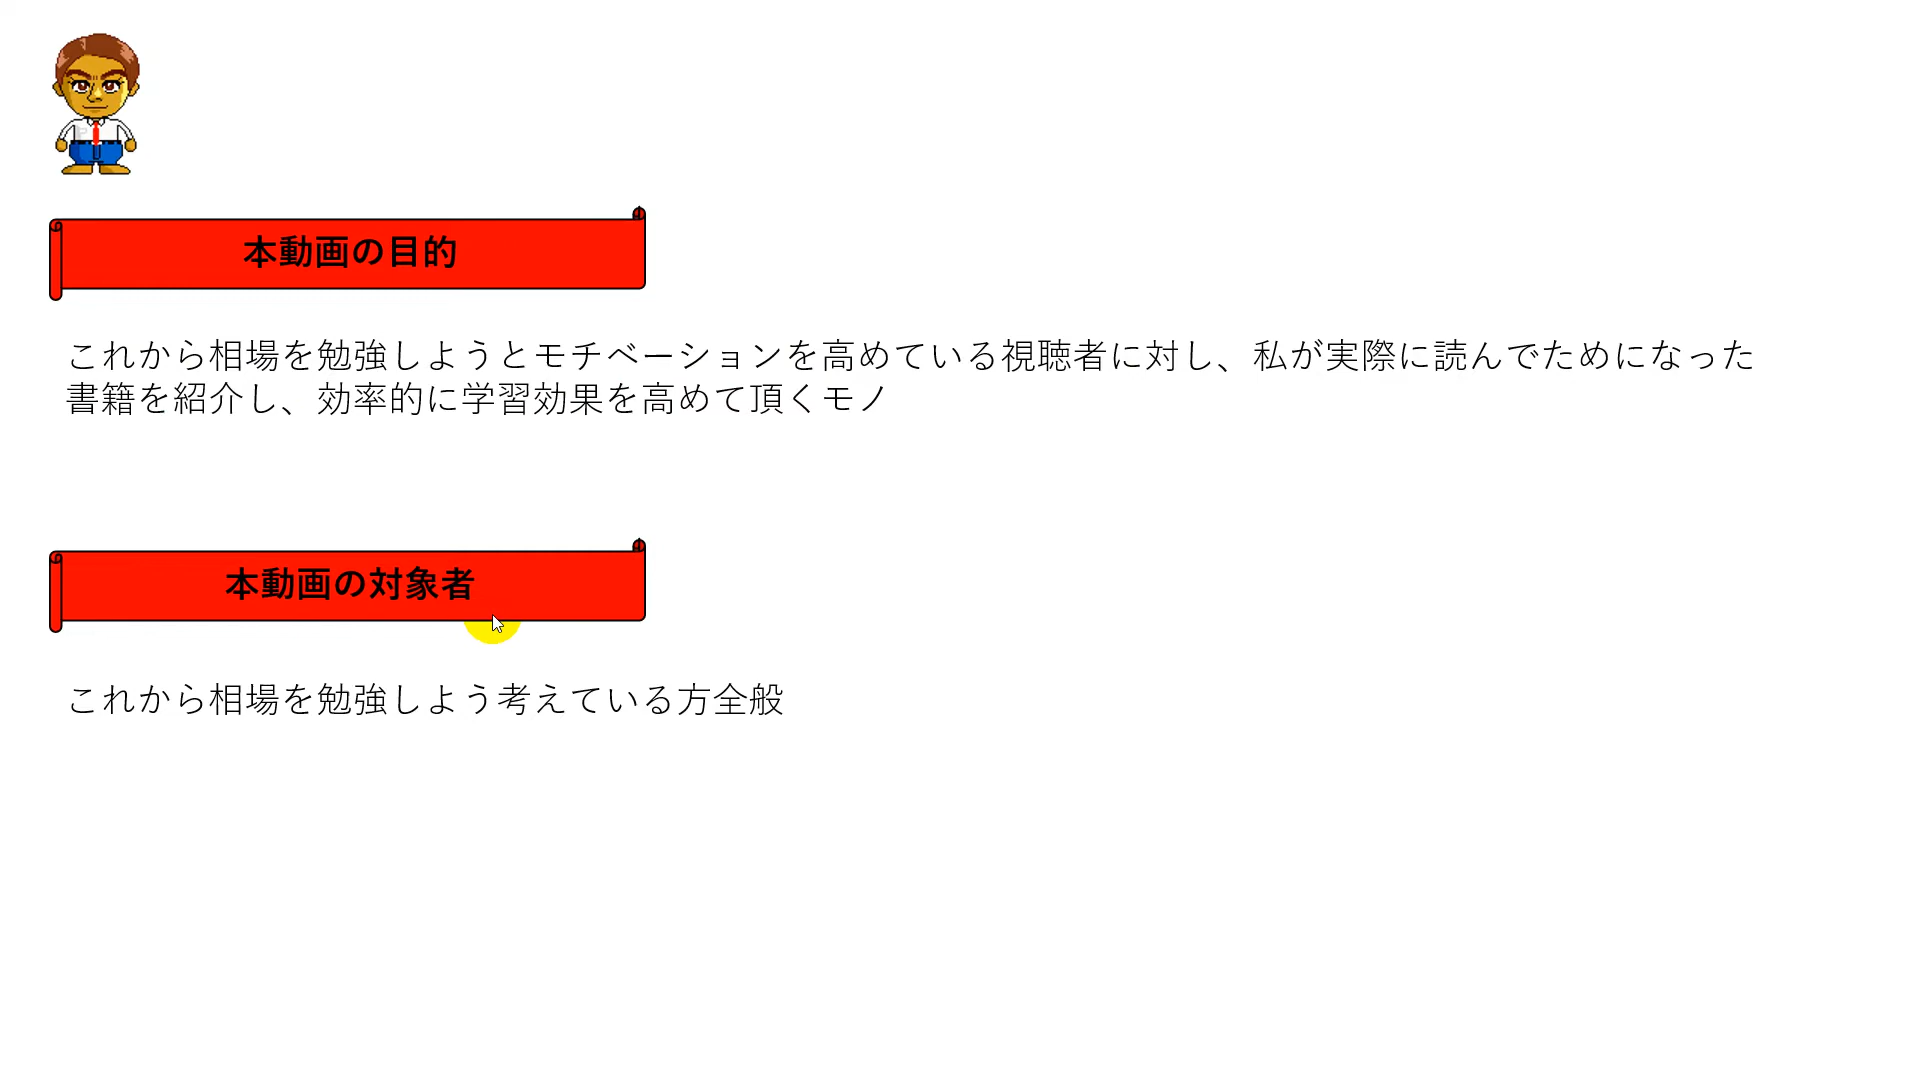 本動画の目的
これから相場を勉強しようとモチベーションを高めている視聴者に対し、私が実際に読んでためになった
書籍を紹介し、効率的に学習効果を高めて頂くモノ
本動画の対象者
これから相場を勉強しよう考えている方全般